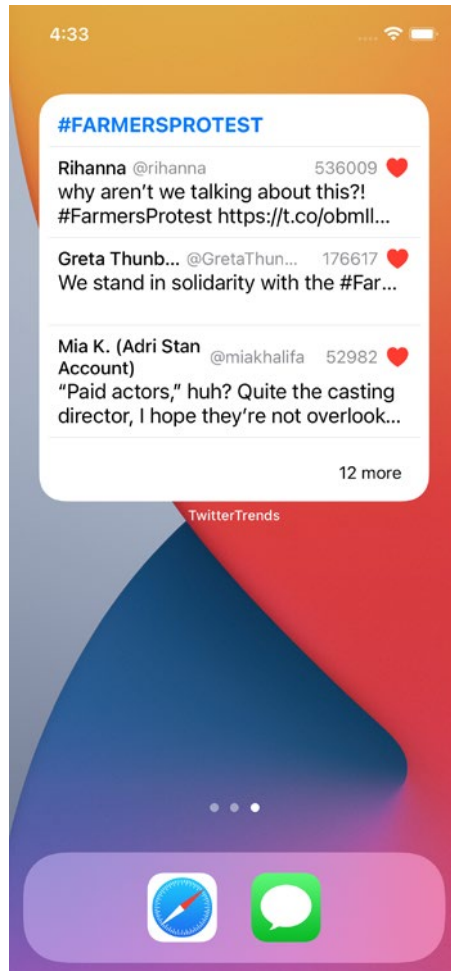 4:33
#FARMERSPROTEST
Rihanna @rihanna 536009
why aren’t we talking about this?!
#FarmersProtest https://t.co/obmIl...
Greta Thunb... @GretaThun... 176617
We stand in solidarity with the #Far...
Mia K. (Adri Stan
Account) @miakhalifa 52982
“Paid actors,” huh? Quite the casting
director, I hope they’re not overlook...
12 more
TwitterTrends